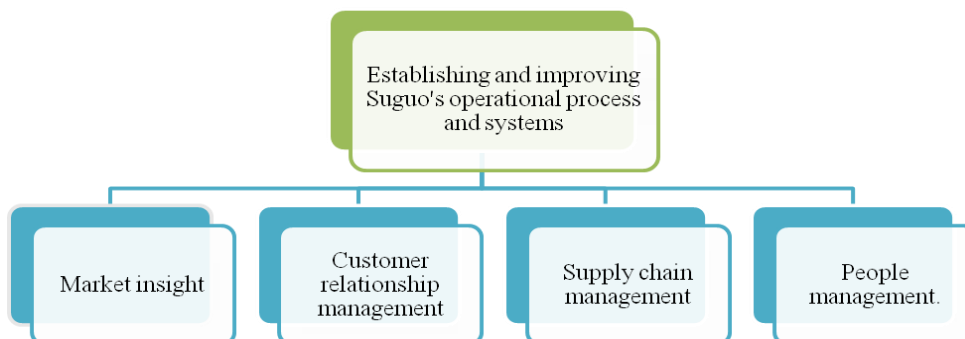 Establishing and improving
Suguo's operational process
and systems
Market insight
Customer
relationship
management
Supply chain
management
People
management.